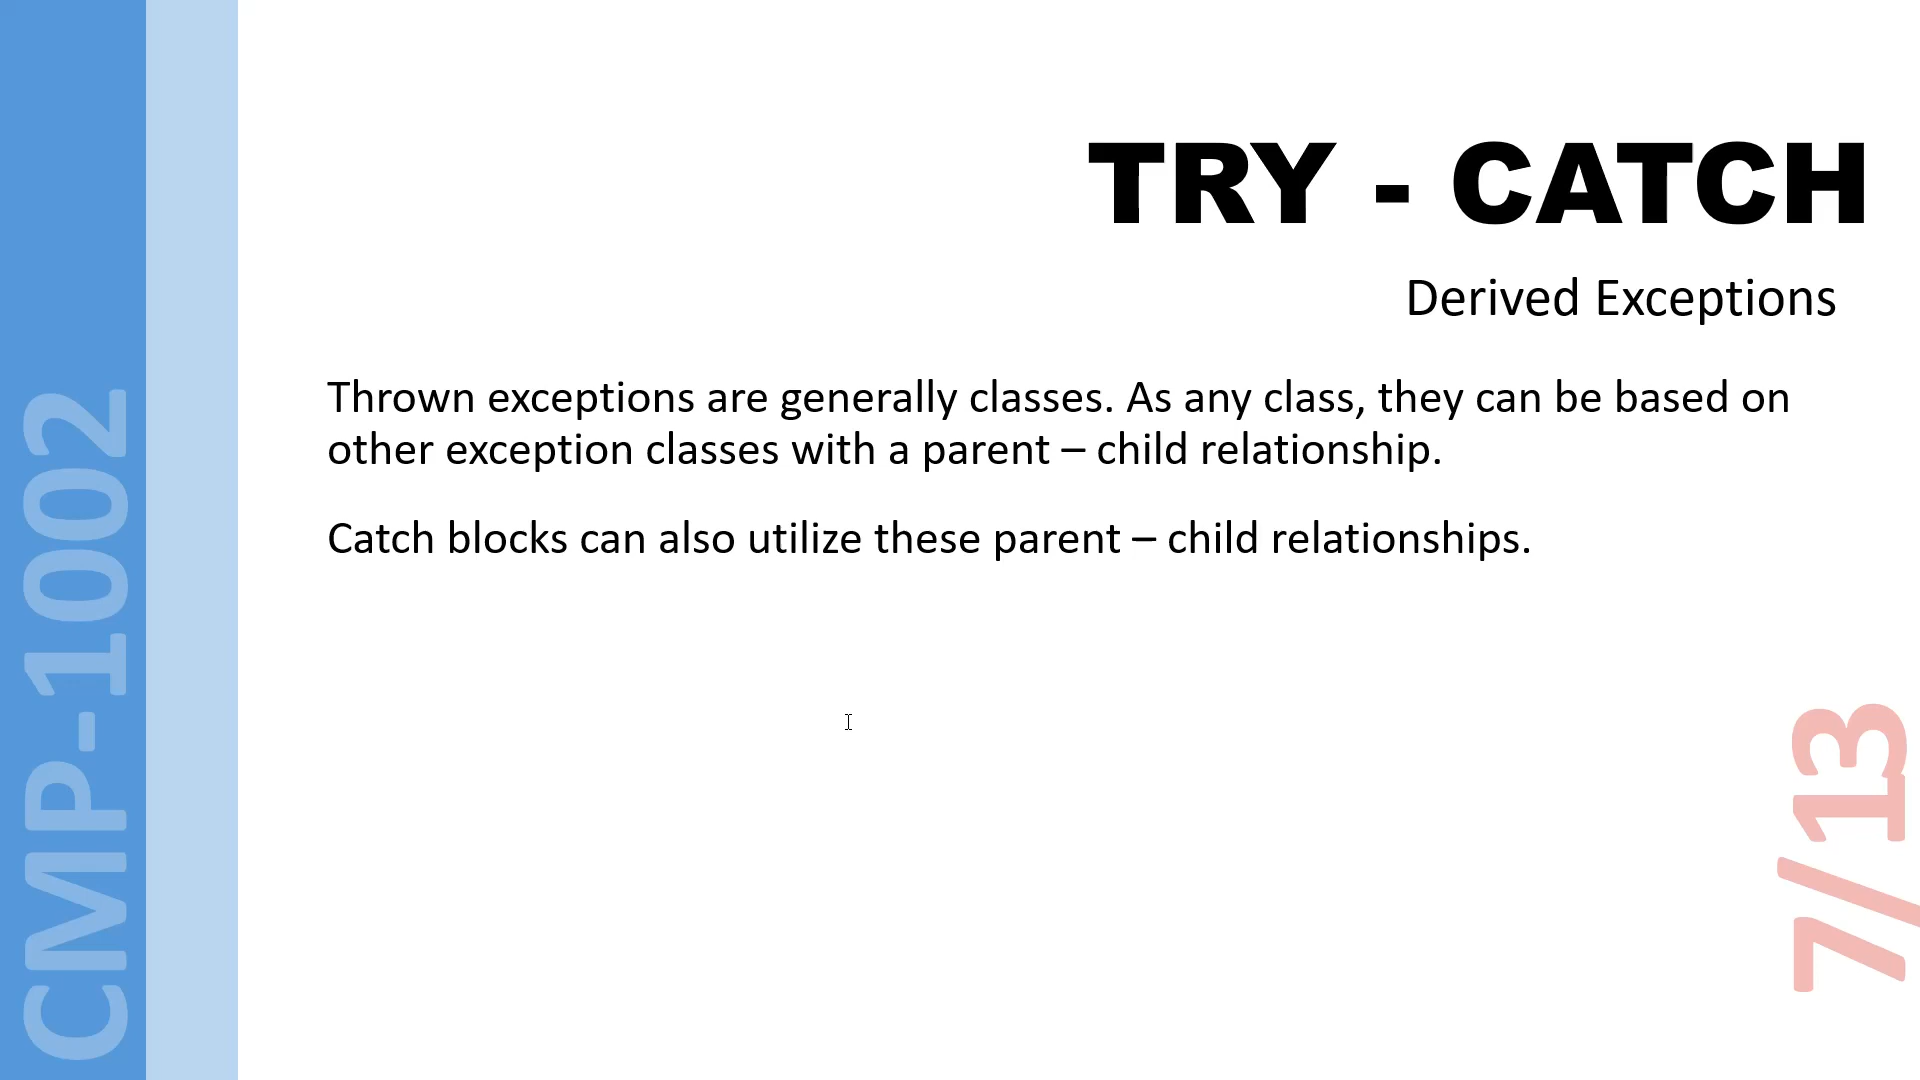 CMP-1002
TRY - CATCH
Derived Exceptions
Thrown exceptions are generally classes. As any class, they can be based on
other exception classes with a parent – child relationship.
Catch blocks can also utilize these parent – child relationships.
7/13